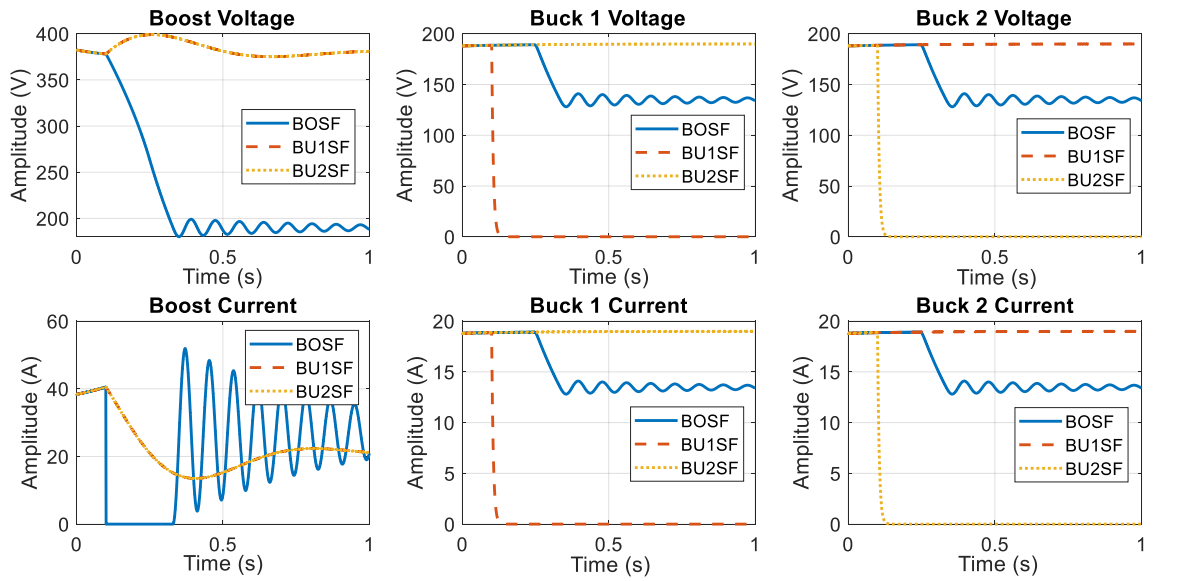 Boost Voltage
Amplitude (V)
400
350
300
250
200
BOSF
BU1SF
BU2SF
0
0.5
1
Time (s)
Buck 1 Voltage
Amplitude (V)
200
150
100
50
0
BOSF
BU1SF
BU2SF
0
0.5
1
Time (s)
Buck 2 Voltage
Amplitude (V)
200
150
100
50
0
BOSF
BU1SF
BU2SF
0
0.5
1
Time (s)
Boost Current
Amplitude (A)
60
40
20
0
BOSF
BU1SF
BU2SF
0
0.5
1
Time (s)
Buck 1 Current
Amplitude (A)
20
15
10
5
0
BOSF
BU1SF
BU2SF
0
0.5
1
Time (s)
Buck 2 Current
Amplitude (A)
20
15
10
5
0
BOSF
BU1SF
BU2SF
0
0.5
1
Time (s)